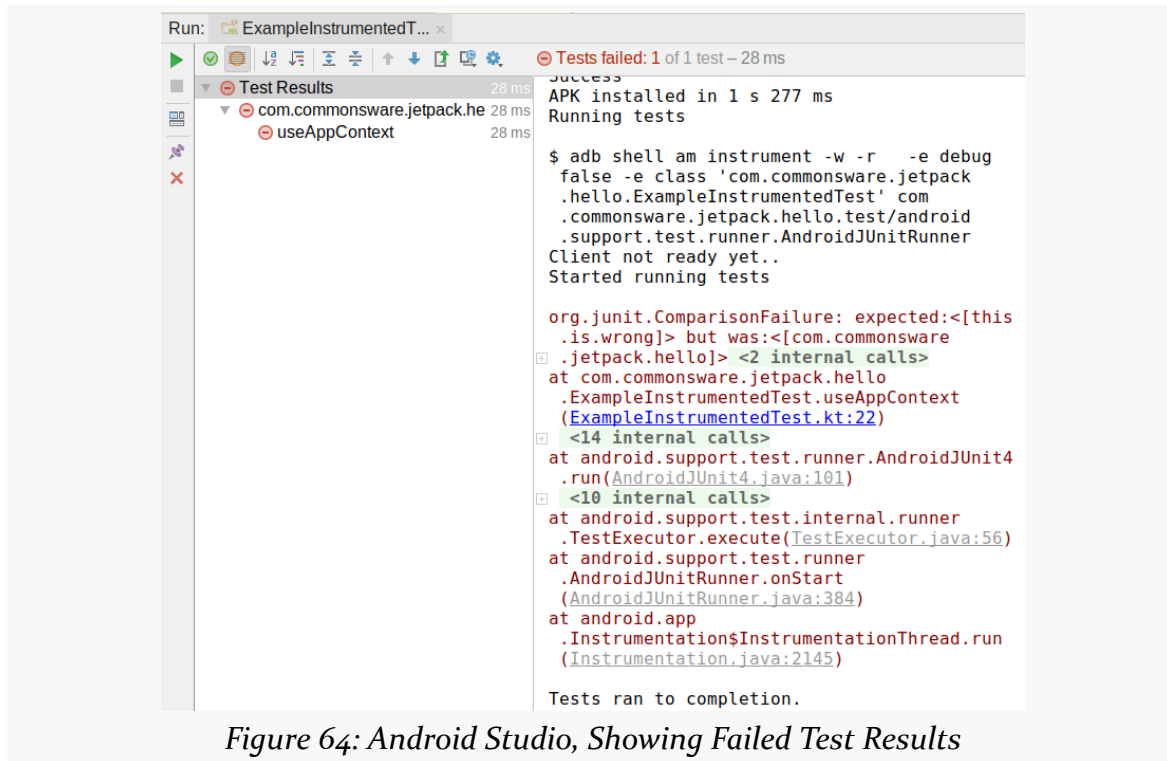 Run: ExampleInstrumentedT... ×
Tests failed: 1 of 1 test – 28 ms
Test Results 28 ms
com.commonsware.jetpack.he 28 ms
useAppContext 28 ms
Success
APK installed in 1 s 277 ms
Running tests
$ adb shell am instrument -w -r   -e debug
false -e class 'com.commonsware.jetpack
.hello.ExampleInstrumentedTest' com
.commonsware.jetpack.hello.test/android
.support.test.runner.AndroidJUnitRunner
Client not ready yet..
Started running tests
org.junit.ComparisonFailure: expected:<[this
.is.wrong]> but was:<[com.commonsware
.jetpack.hello]> <2 internal calls>
at com.commonsware.jetpack.hello
.ExampleInstrumentedTest.useAppContext
(ExampleInstrumentedTest.kt:22)
<14 internal calls>
at android.support.test.runner.AndroidJUnit4
.run(AndroidJUnit4.java:101)
<10 internal calls>
at android.support.test.internal.runner
.TestExecutor.execute(TestExecutor.java:56)
at android.support.test.runner
.AndroidJUnitRunner.onStart
(AndroidJUnitRunner.java:384)
at android.app
.Instrumentation$InstrumentationThread.run
(Instrumentation.java:2145)
Tests ran to completion.
Figure 64: Android Studio, Showing Failed Test Results